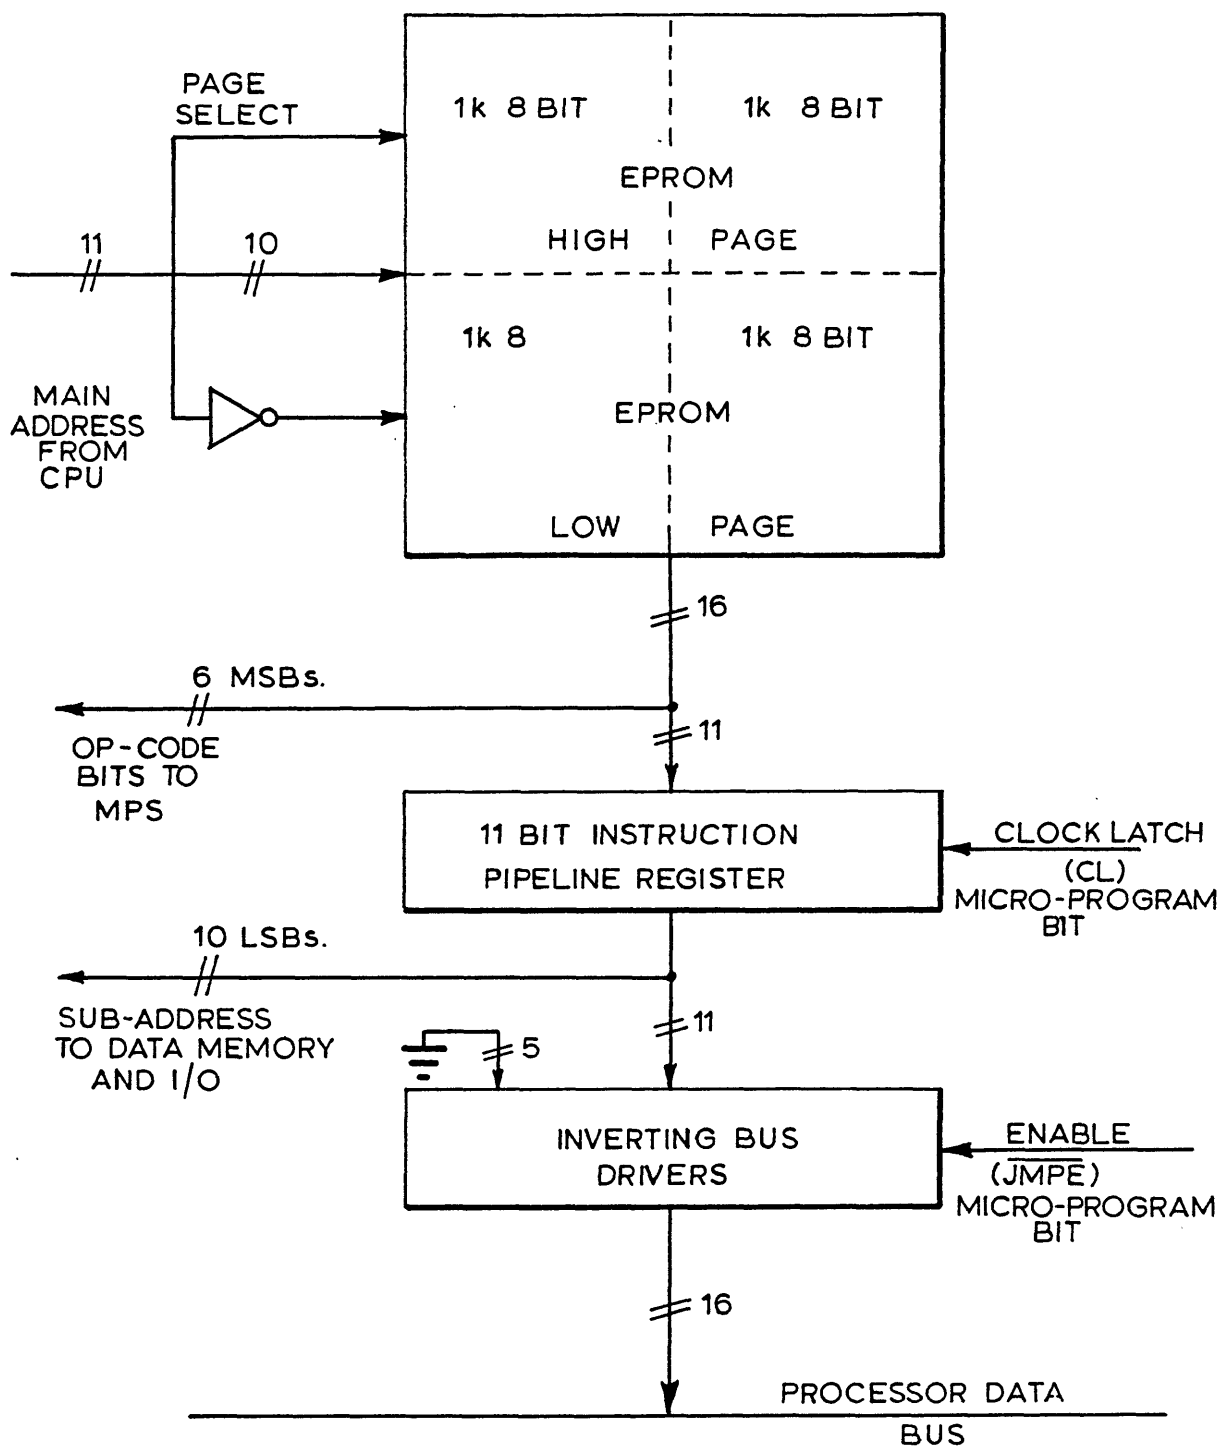 PAGE
SELECT
1k 8 BIT
1k 8 BIT
EPROM
HIGH PAGE
11
10
1k 8
1k 8 BIT
MAIN
ADDRESS
FROM
CPU
EPROM
LOW PAGE
16
6 MSBs.
OP-CODE
BITS TO
MPS
11
11 BIT INSTRUCTION
PIPELINE REGISTER
CLOCK LATCH
(CL)
MICRO-PROGRAM
BIT
10 LSBs.
SUB-ADDRESS
TO DATA MEMORY
AND I/O
11
5
INVERTING BUS
DRIVERS
ENABLE
(JMPE)
MICRO-PROGRAM
BIT
16
PROCESSOR DATA
BUS